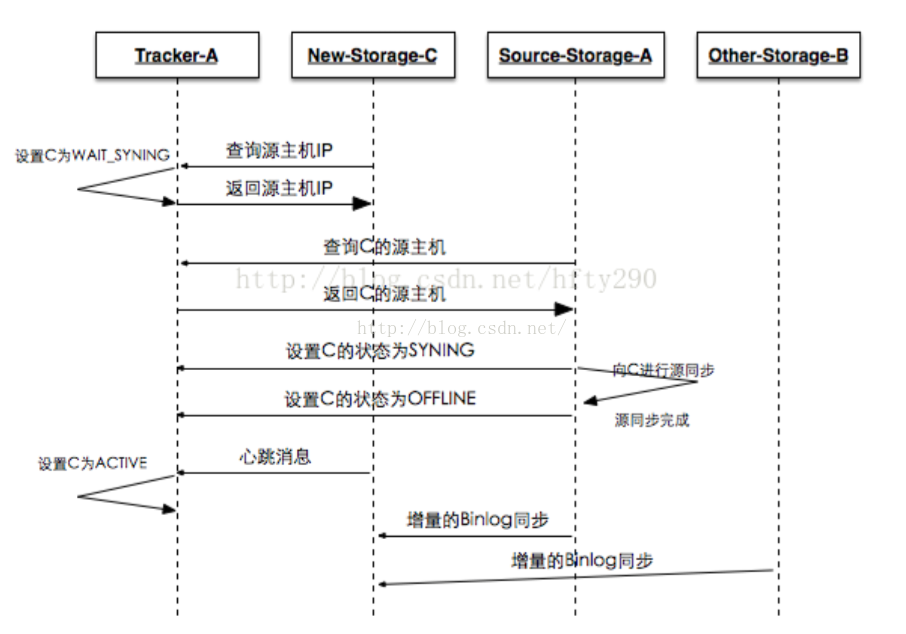 Tracker-A
New-Storage-C
Source-Storage-A
Other-Storage-B
设置C为WAIT_SYNING
查询源主机IP
返回源主机IP
查询C的源主机
http://blog.csdn.net/hfty290
返回C的源主机
http://blog.csdn.net/
设置C的状态为SYNING
向C进行源同步
设置C的状态为OFFLINE
源同步完成
设置C为ACTIVE
心跳消息
增量的Binlog同步
增量的Binlog同步